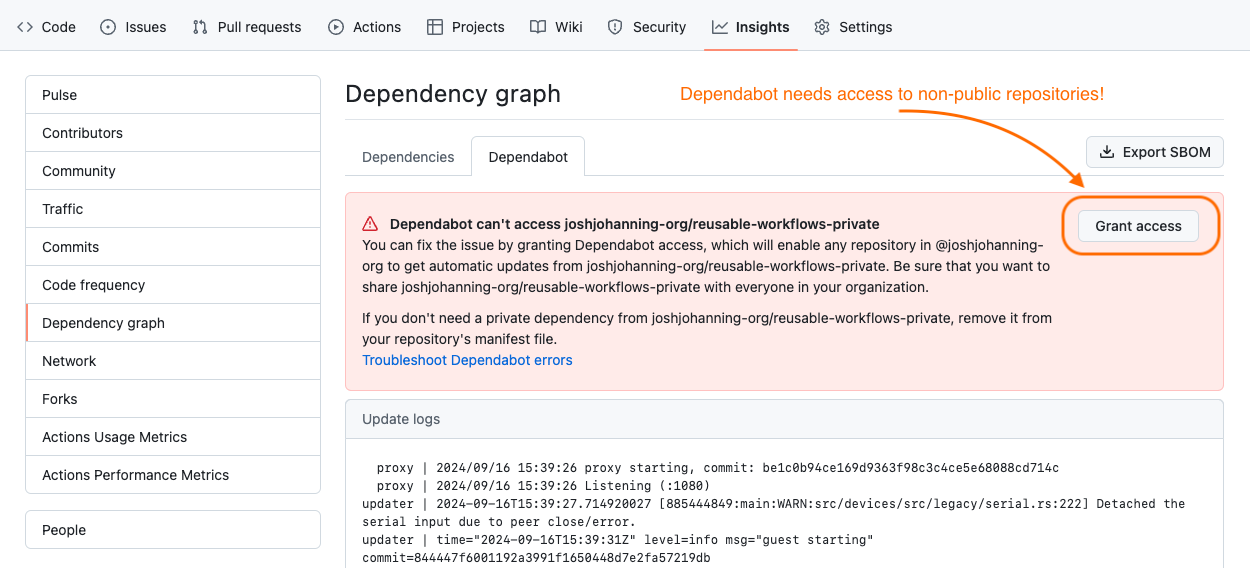 Code Issues Pull requests Actions Projects Wiki Security Insights Settings
Pulse
Contributors
Community
Traffic
Commits
Code frequency
Dependency graph
Network
Forks
Actions Usage Metrics
Actions Performance Metrics
People
Dependency graph
Dependabot needs access to non-public repositories!
Dependencies Dependabot
Export SBOM
Dependabot can't access joshjohanning-org/reusable-workflows-private
Grant access
You can fix the issue by granting Dependabot access, which will enable any repository in @joshjohanning-
org to get automatic updates from joshjohanning-org/reusable-workflows-private. Be sure that you want to
share joshjohanning-org/reusable-workflows-private with everyone in your organization.
If you don't need a private dependency from joshjohanning-org/reusable-workflows-private, remove it from
your repository's manifest file.
Troubleshoot Dependabot errors
Update logs
proxy | 2024/09/16 15:39:26 proxy starting, commit: be1c0b94ce169d9363f98c3c4ce5e68088cd714c
proxy | 2024/09/16 15:39:26 Listening (:1080)
updater | 2024-09-16T15:39:27.714920027 [885444849:main:WARN:src/devices/src/legacy/serial.rs:222] Detached the
serial input due to peer close/error.
updater | time="2024-09-16T15:39:31Z" level=info msg="guest starting"
commit=844447f6001192a3991f1650448d7e2fa57219db